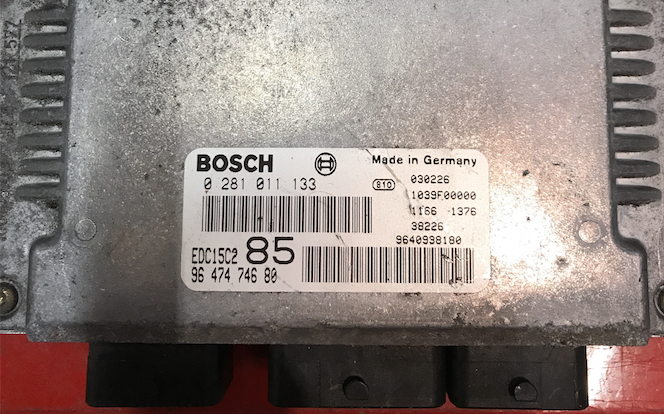 BOSCH
Made in Germany
0 281 011 133
810
030226
1039F00000
1166 -1376
38226
9640938180
EDC15C2 85
96 474 746 80